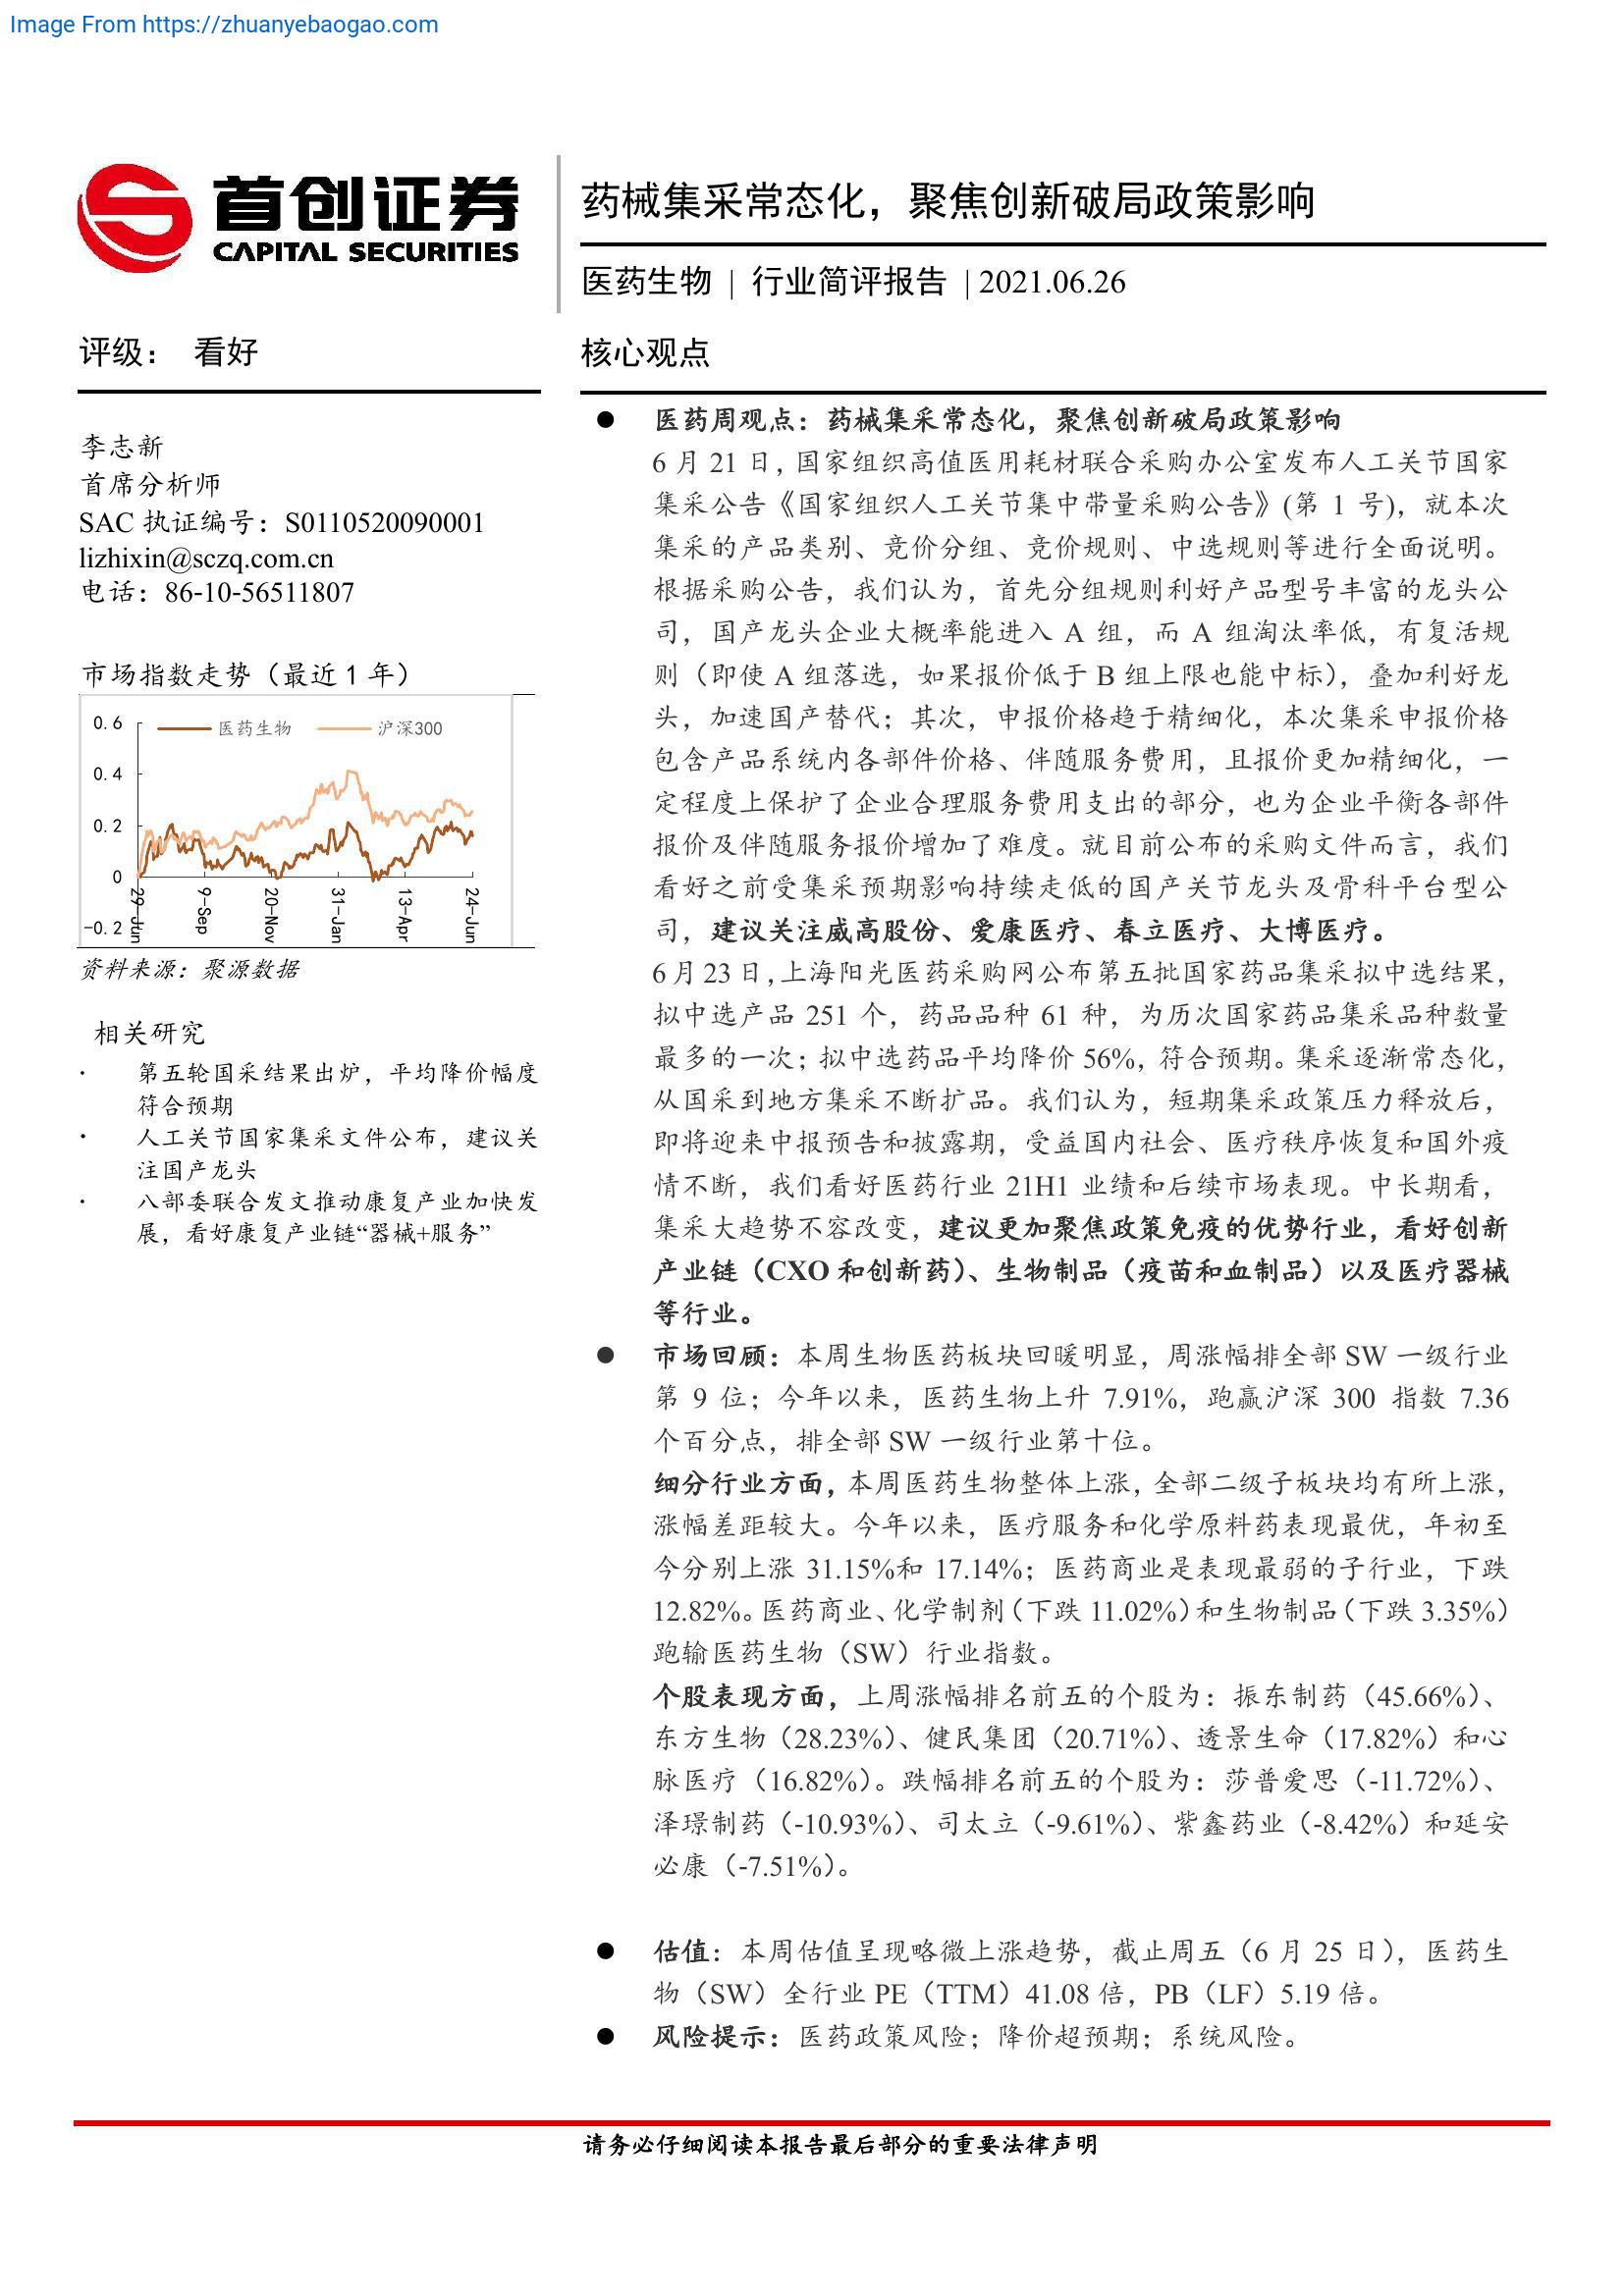 Image From https://zhuanyebaogao.com
首创证券
CAPITAL SECURITIES
药械集采常态化，聚焦创新破局政策影响
医药生物 | 行业简评报告 | 2021.06.26
评级： 看好
李志新
首席分析师
SAC 执证编号：S0110520090001
lizhixin@sczq.com.cn
电话：86-10-56511807
市场指数走势（最近 1 年）
医药生物 沪深300
0.6
0.4
0.2
0
-0.2
29-Jun 9-Sep 20-Nov 31-Jan 13-Apr 24-Jun
资料来源：聚源数据
相关研究
· 第五轮国采结果出炉，平均降价幅度
符合预期
· 人工关节国家集采文件公布，建议关
注国产龙头
· 八部委联合发文推动康复产业加快发
展，看好康复产业链“器械+服务”
核心观点
● 医药周观点：药械集采常态化，聚焦创新破局政策影响
6 月 21 日，国家组织高值医用耗材联合采购办公室发布人工关节国家
集采公告《国家组织人工关节集中带量采购公告》(第 1 号)，就本次
集采的产品类别、竞价分组、竞价规则、中选规则等进行全面说明。
根据采购公告，我们认为，首先分组规则利好产品型号丰富的龙头公
司，国产龙头企业大概率能进入 A 组，而 A 组淘汰率低，有复活规
则（即使 A 组落选，如果报价低于 B 组上限也能中标），叠加利好龙
头，加速国产替代；其次，申报价格趋于精细化，本次集采申报价格
包含产品系统内各部件价格、伴随服务费用，且报价更加精细化，一
定程度上保护了企业合理服务费用支出的部分，也为企业平衡各部件
报价及伴随服务报价增加了难度。就目前公布的采购文件而言，我们
看好之前受集采预期影响持续走低的国产关节龙头及骨科平台型公
司，建议关注威高股份、爱康医疗、春立医疗、大博医疗。
6 月 23 日，上海阳光医药采购网公布第五批国家药品集采拟中选结果，
拟中选产品 251 个，药品品种 61 种，为历次国家药品集采品种数量
最多的一次；拟中选药品平均降价 56%，符合预期。集采逐渐常态化，
从国采到地方集采不断扩品。我们认为，短期集采政策压力释放后，
即将迎来中报预告和披露期，受益国内社会、医疗秩序恢复和国外疫
情不断，我们看好医药行业 21H1 业绩和后续市场表现。中长期看，
集采大趋势不容改变，建议更加聚焦政策免疫的优势行业，看好创新
产业链（CXO 和创新药）、生物制品（疫苗和血制品）以及医疗器械
等行业。
● 市场回顾：本周生物医药板块回暖明显，周涨幅排全部 SW 一级行业
第 9 位；今年以来，医药生物上升 7.91%，跑赢沪深 300 指数 7.36
个百分点，排全部 SW 一级行业第十位。
细分行业方面，本周医药生物整体上涨，全部二级子板块均有所上涨，
涨幅差距较大。今年以来，医疗服务和化学原料药表现最优，年初至
今分别上涨 31.15%和 17.14%；医药商业是表现最弱的子行业，下跌
12.82%。医药商业、化学制剂（下跌 11.02%）和生物制品（下跌 3.35%）
跑输医药生物（SW）行业指数。
个股表现方面，上周涨幅排名前五的个股为：振东制药（45.66%）、
东方生物（28.23%）、健民集团（20.71%）、透景生命（17.82%）和心
脉医疗（16.82%）。跌幅排名前五的个股为：莎普爱思（-11.72%）、
泽璟制药（-10.93%）、司太立（-9.61%）、紫鑫药业（-8.42%）和延安
必康（-7.51%）。
● 估值：本周估值呈现略微上涨趋势，截止周五（6 月 25 日），医药生
物（SW）全行业 PE（TTM）41.08 倍，PB（LF）5.19 倍。
● 风险提示：医药政策风险；降价超预期；系统风险。
请务必仔细阅读本报告最后部分的重要法律声明